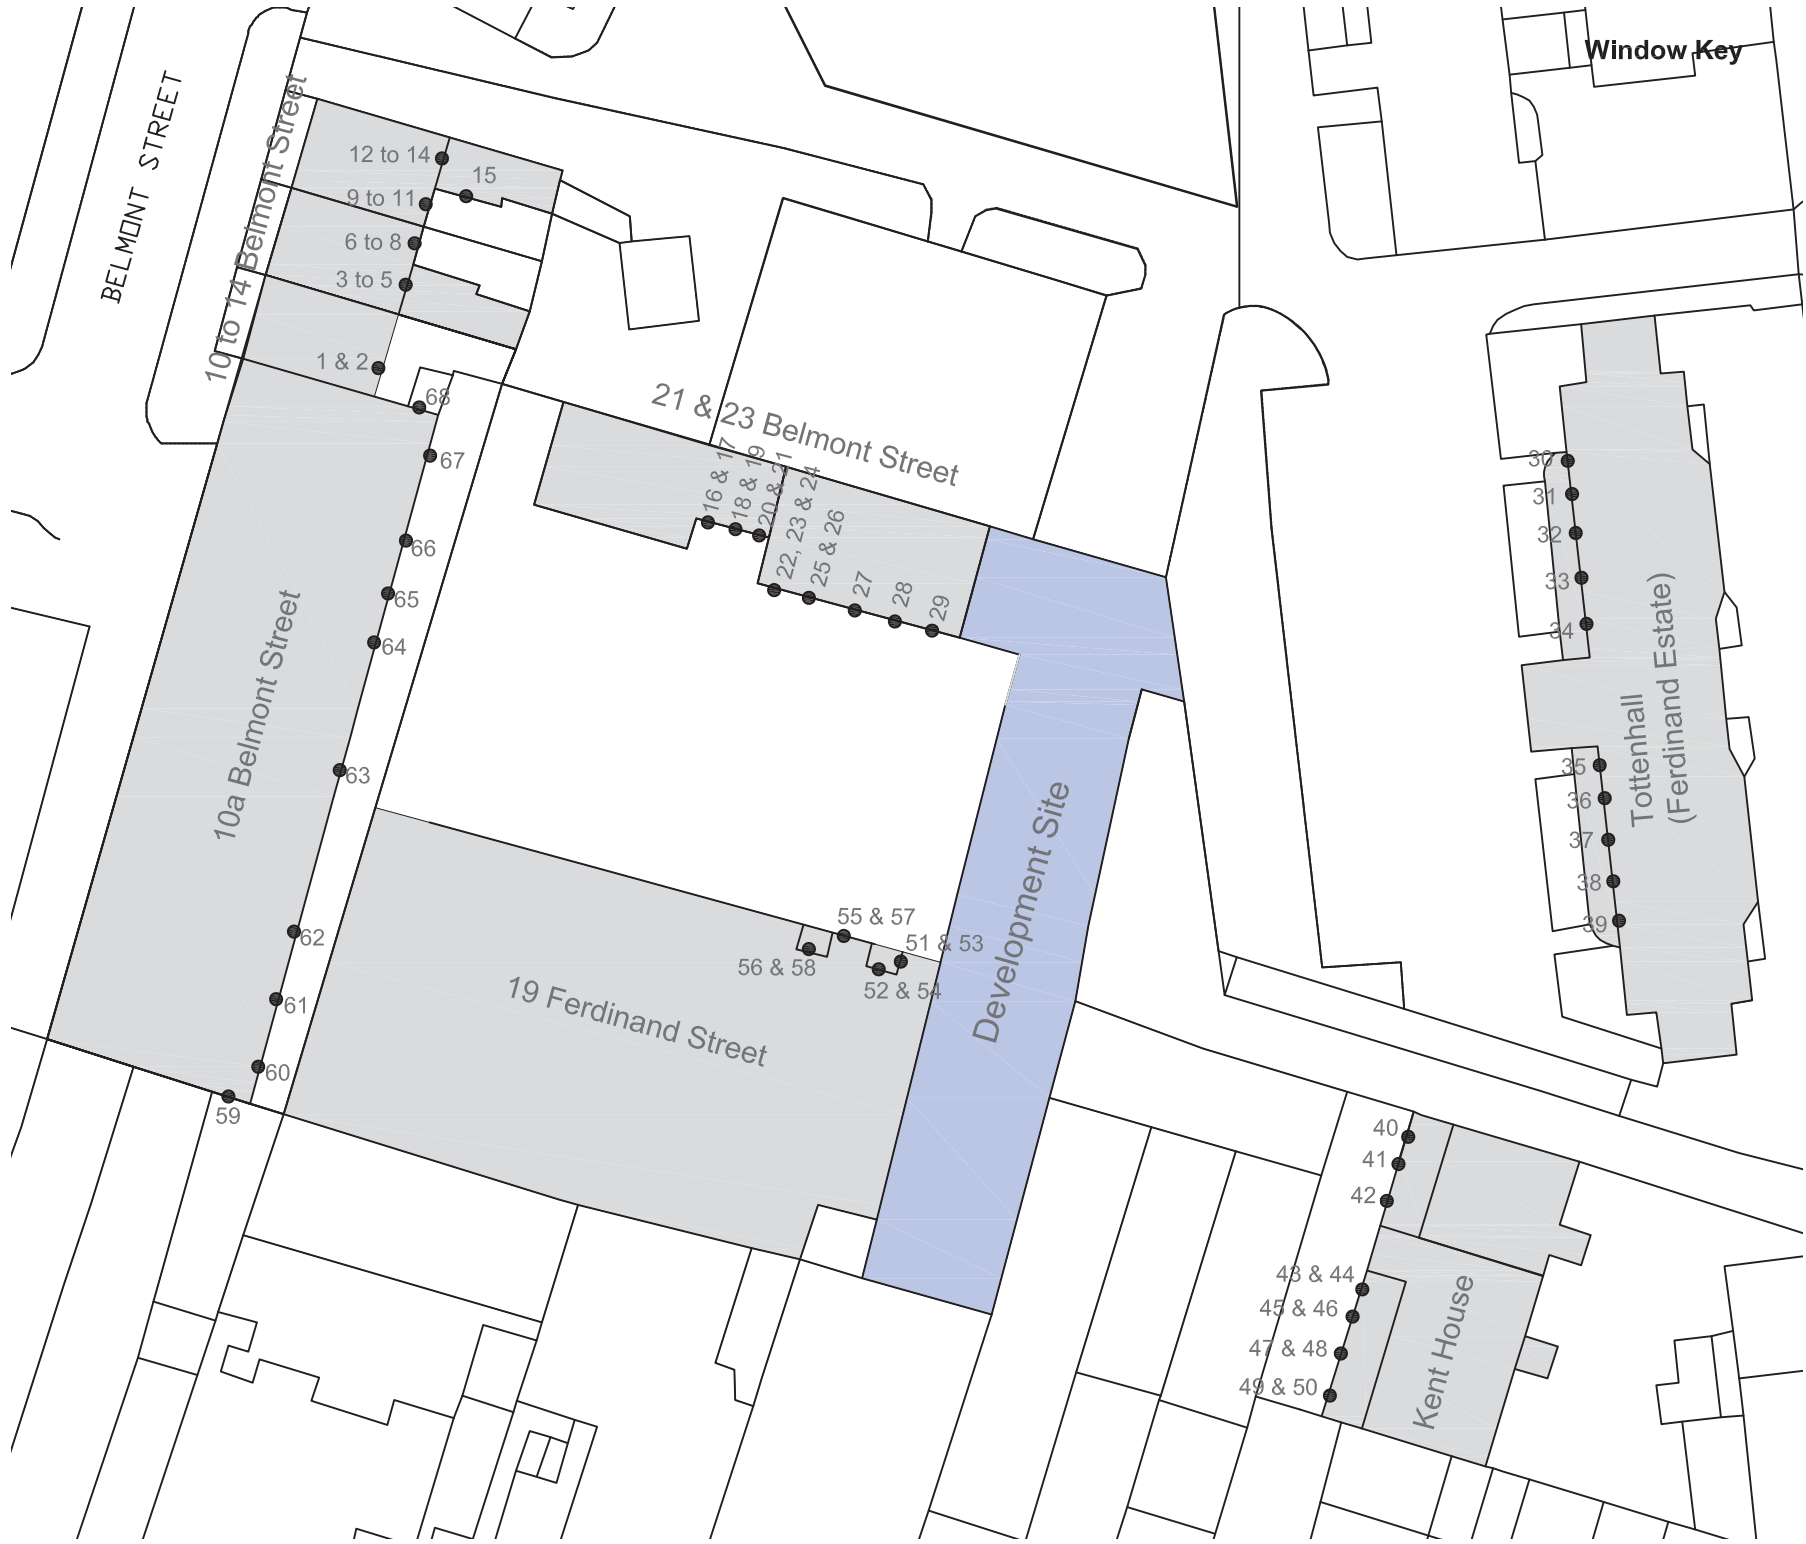 Window Key
BELMONT STREET
10 to 14 Belmont Street
12 to 14
15
9 to 11
6 to 8
3 to 5
1 & 2
68
67
66
65
64
63
62
61
60
59
10a Belmont Street
21 & 23 Belmont Street
16 & 17
18 & 19
20 & 21
22, 23 & 24
25 & 26
27
28
29
30
31
32
33
34
35
36
37
38
39
Tottenhall
(Ferdinand Estate)
Development Site
55 & 57
51 & 53
56 & 58
52 & 54
19 Ferdinand Street
40
41
42
43 & 44
45 & 46
47 & 48
49 & 50
Kent House